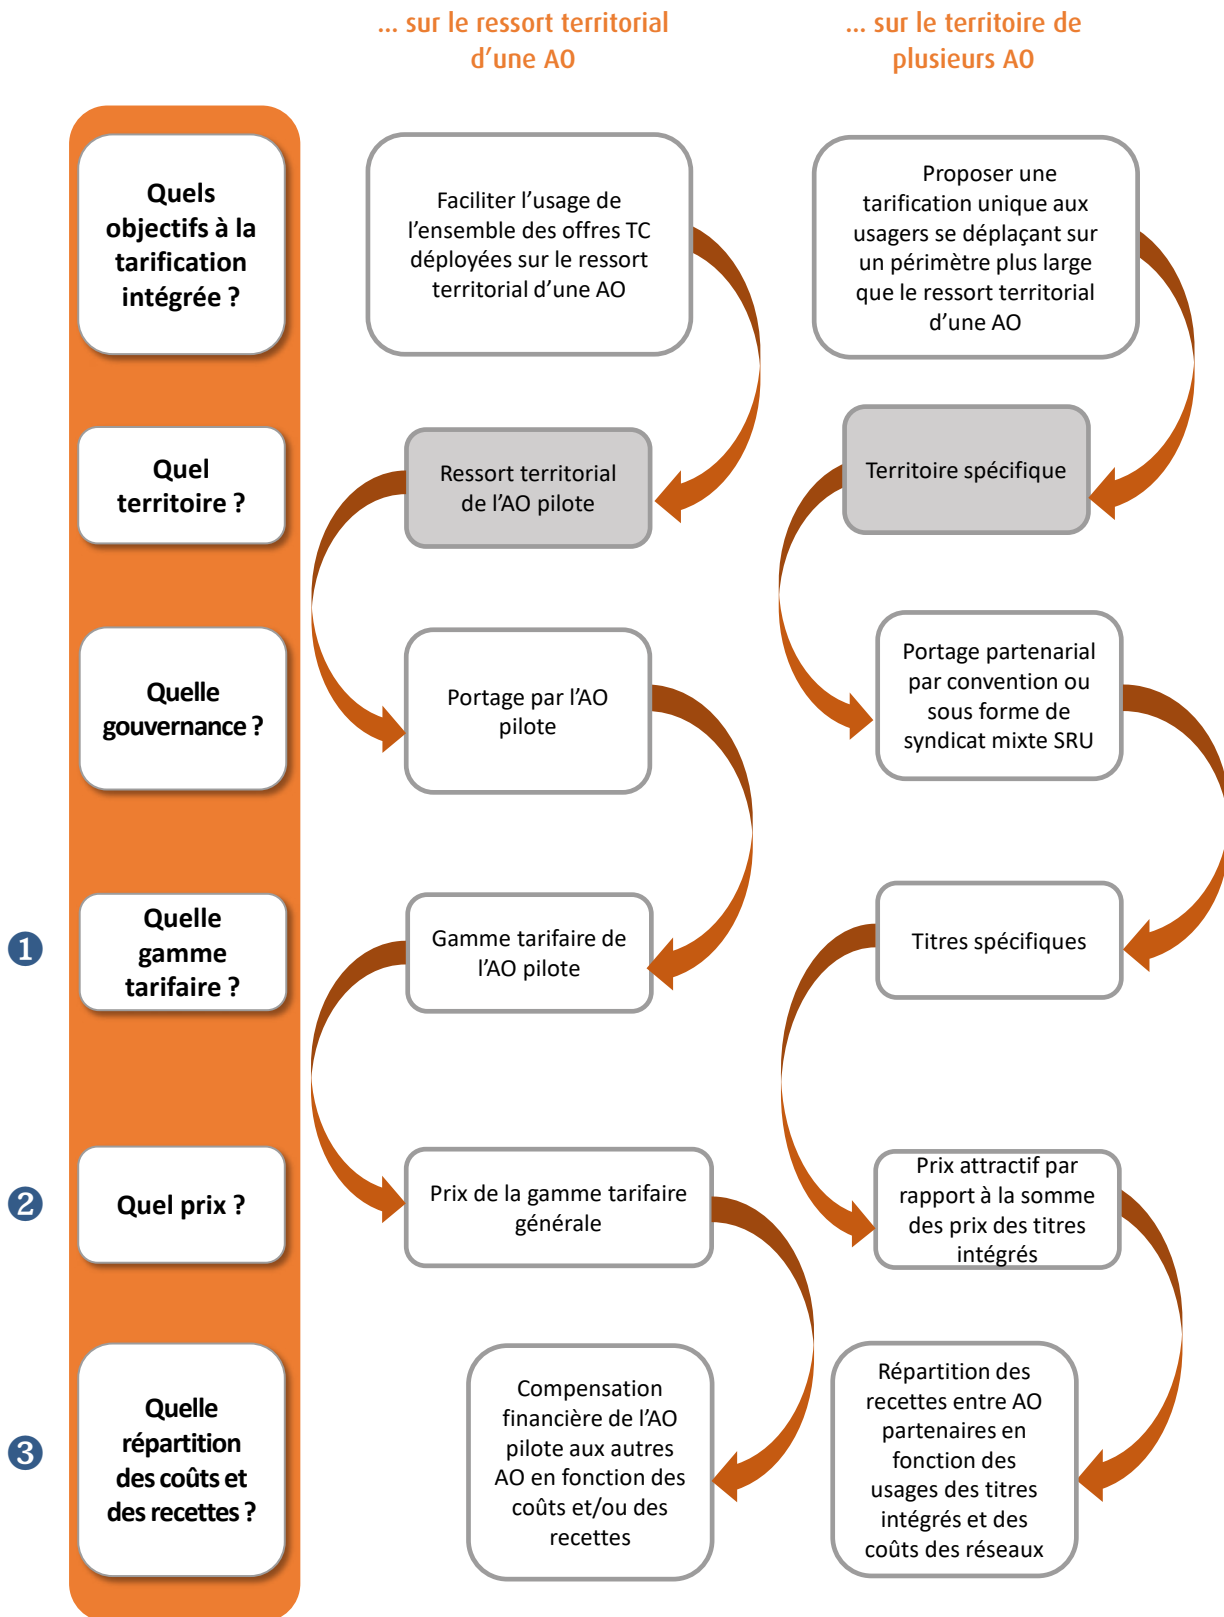 ... sur le ressort territorial
d'une AO
... sur le territoire de
plusieurs AO
Quels
objectifs à la
tarification
intégrée ?
Faciliter l'usage de
l'ensemble des offres TC
déployées sur le ressort
territorial d'une AO
Proposer une
tarification unique aux
usagers se déplaçant sur
un périmètre plus large
que le ressort territorial
d'une AO
Quel
territoire ?
Ressort territorial
de l'AO pilote
Territoire spécifique
Quelle
gouvernance ?
Portage par l'AO
pilote
Portage partenarial
par convention ou
sous forme de
syndicat mixte SRU
1
Quelle
gamme
tarifaire ?
Gamme tarifaire de
l'AO pilote
Titres spécifiques
2
Quel prix ?
Prix de la gamme tarifaire
générale
Prix attractif par
rapport à la somme
des prix des titres
intégrés
3
Quelle
répartition
des coûts et
des recettes ?
Compensation
financière de l'AO
pilote aux autres
AO en fonction des
coûts et/ou des
recettes
Répartition des
recettes entre AO
partenaires en
fonction des
usages des titres
intégrés et des
coûts des réseaux